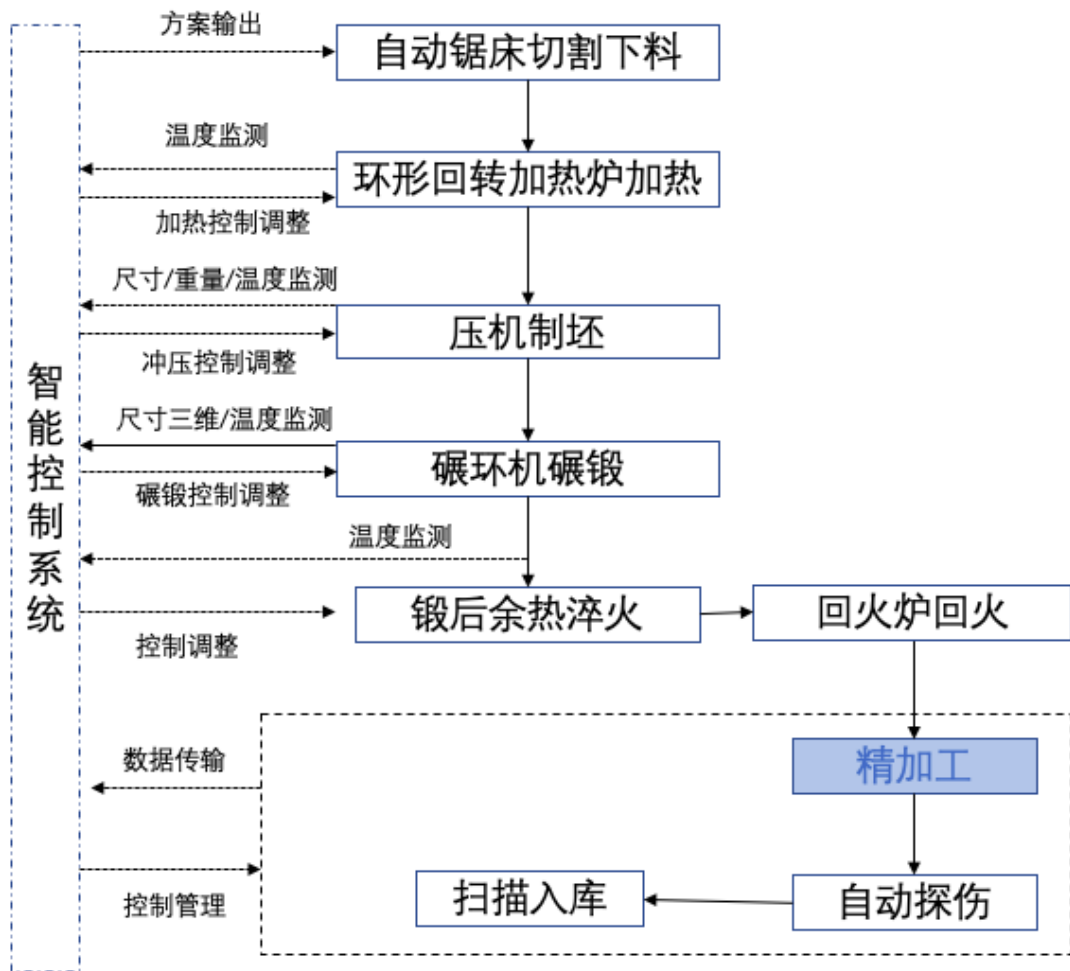 方案输出
自动锯床切割下料
温度监测
环形回转加热炉加热
加热控制调整
尺寸/重量/温度监测
压机制坯
冲压控制调整
智能控制系统
尺寸三维/温度监测
碾环机碾锻
碾锻控制调整
温度监测
锻后余热淬火
回火炉回火
控制调整
数据传输
精加工
控制管理
扫描入库
自动探伤